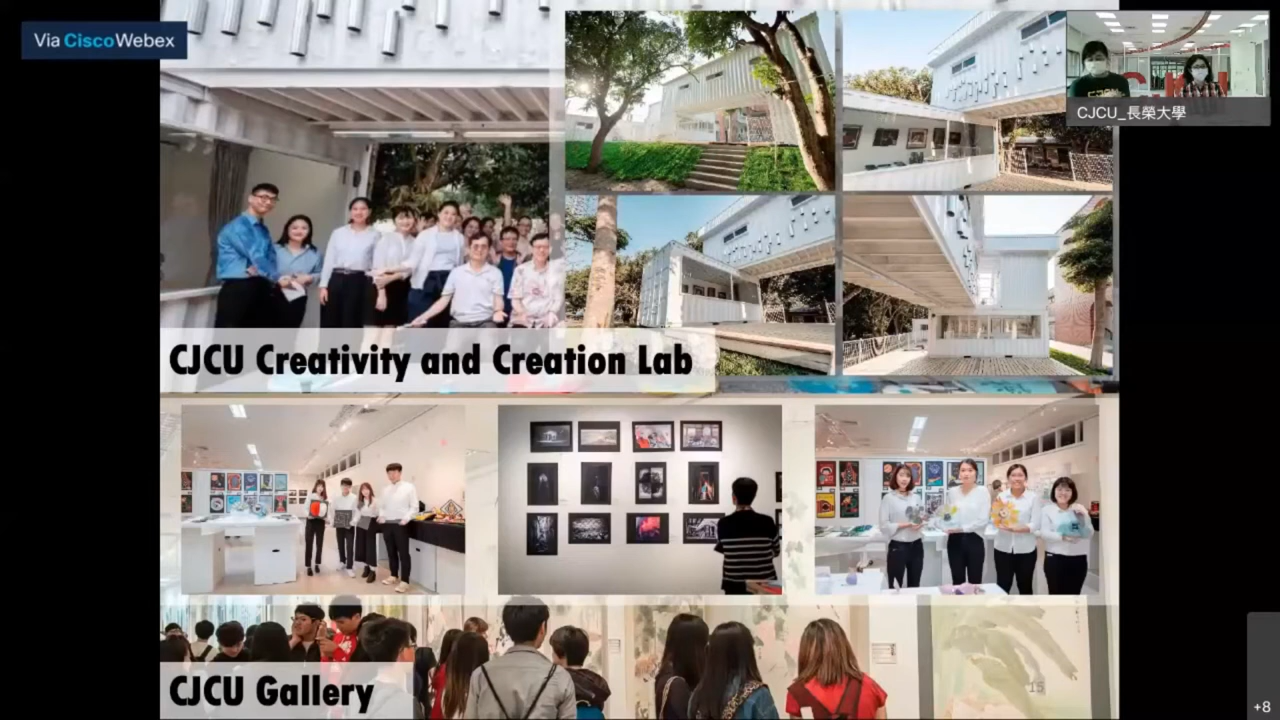 Via CiscoWebex
CJCU_長榮大學
CJCU Creativity and Creation Lab
CJCU Gallery
15
+8